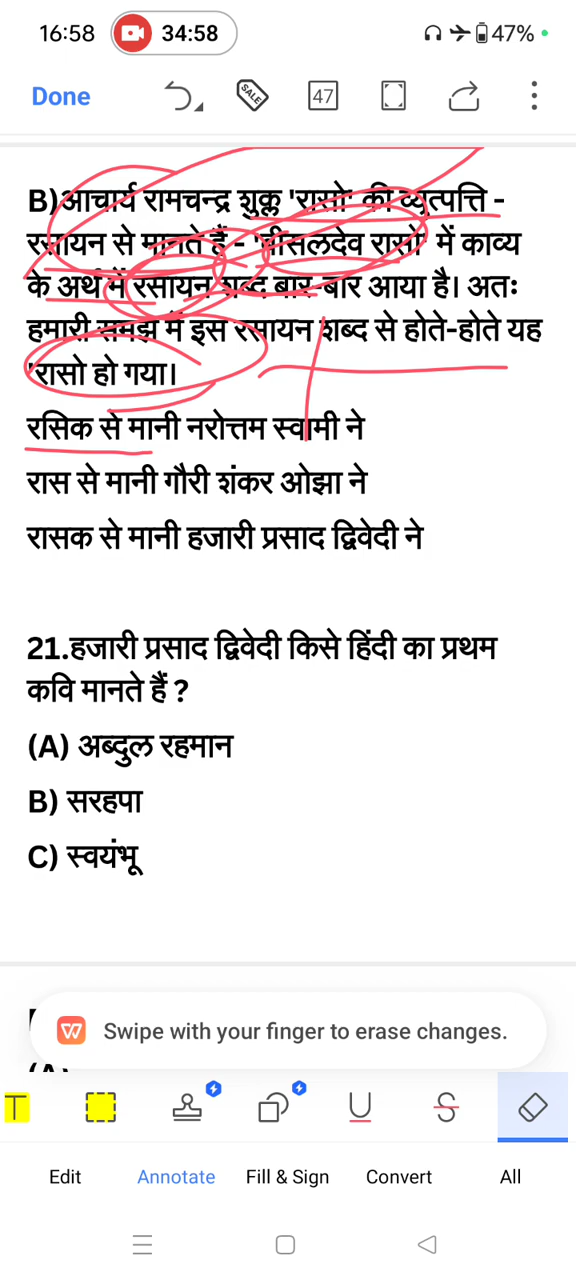 16:58
34:58
47%
Done
SALE
47
B)आचार्य रामचन्द्र शुक्ल 'रासो' की व्युत्पत्ति -
रसायन से मानते हैं - 'बीसलदेव रासो' में काव्य
के अर्थ में रसायन शब्द बार-बार आया है। अतः
हमारी समझ में इस रसायन शब्द से होते-होते यह
'रासो हो गया।
रसिक से मानी नरोत्तम स्वामी ने
रास से मानी गौरी शंकर ओझा ने
रासक से मानी हजारी प्रसाद द्विवेदी ने
21.हजारी प्रसाद द्विवेदी किसे हिंदी का प्रथम
कवि मानते हैं ?
(A) अब्दुल रहमान
B) सरहपा
C) स्वयंभू
Swipe with your finger to erase changes.
T
U
S
Edit
Annotate
Fill & Sign
Convert
All